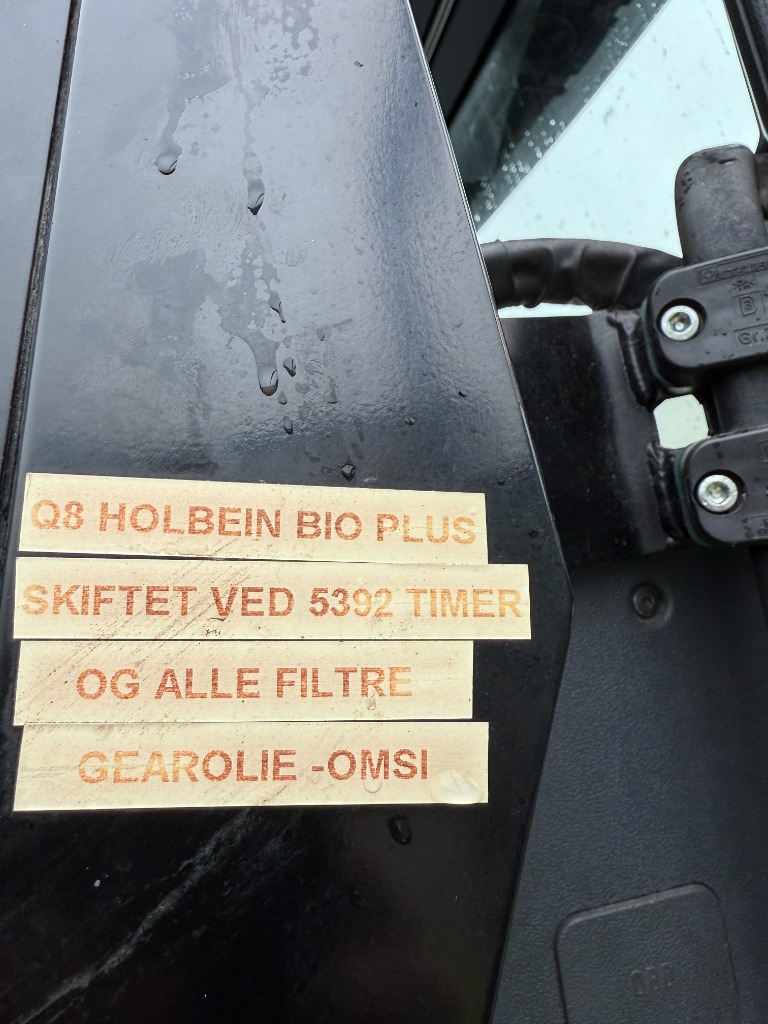 Q8 HOLBEIN BIO PLUS
SKIFTET VED 5392 TIMER
OG ALLE FILTRE
GEAROLIE -OMSI